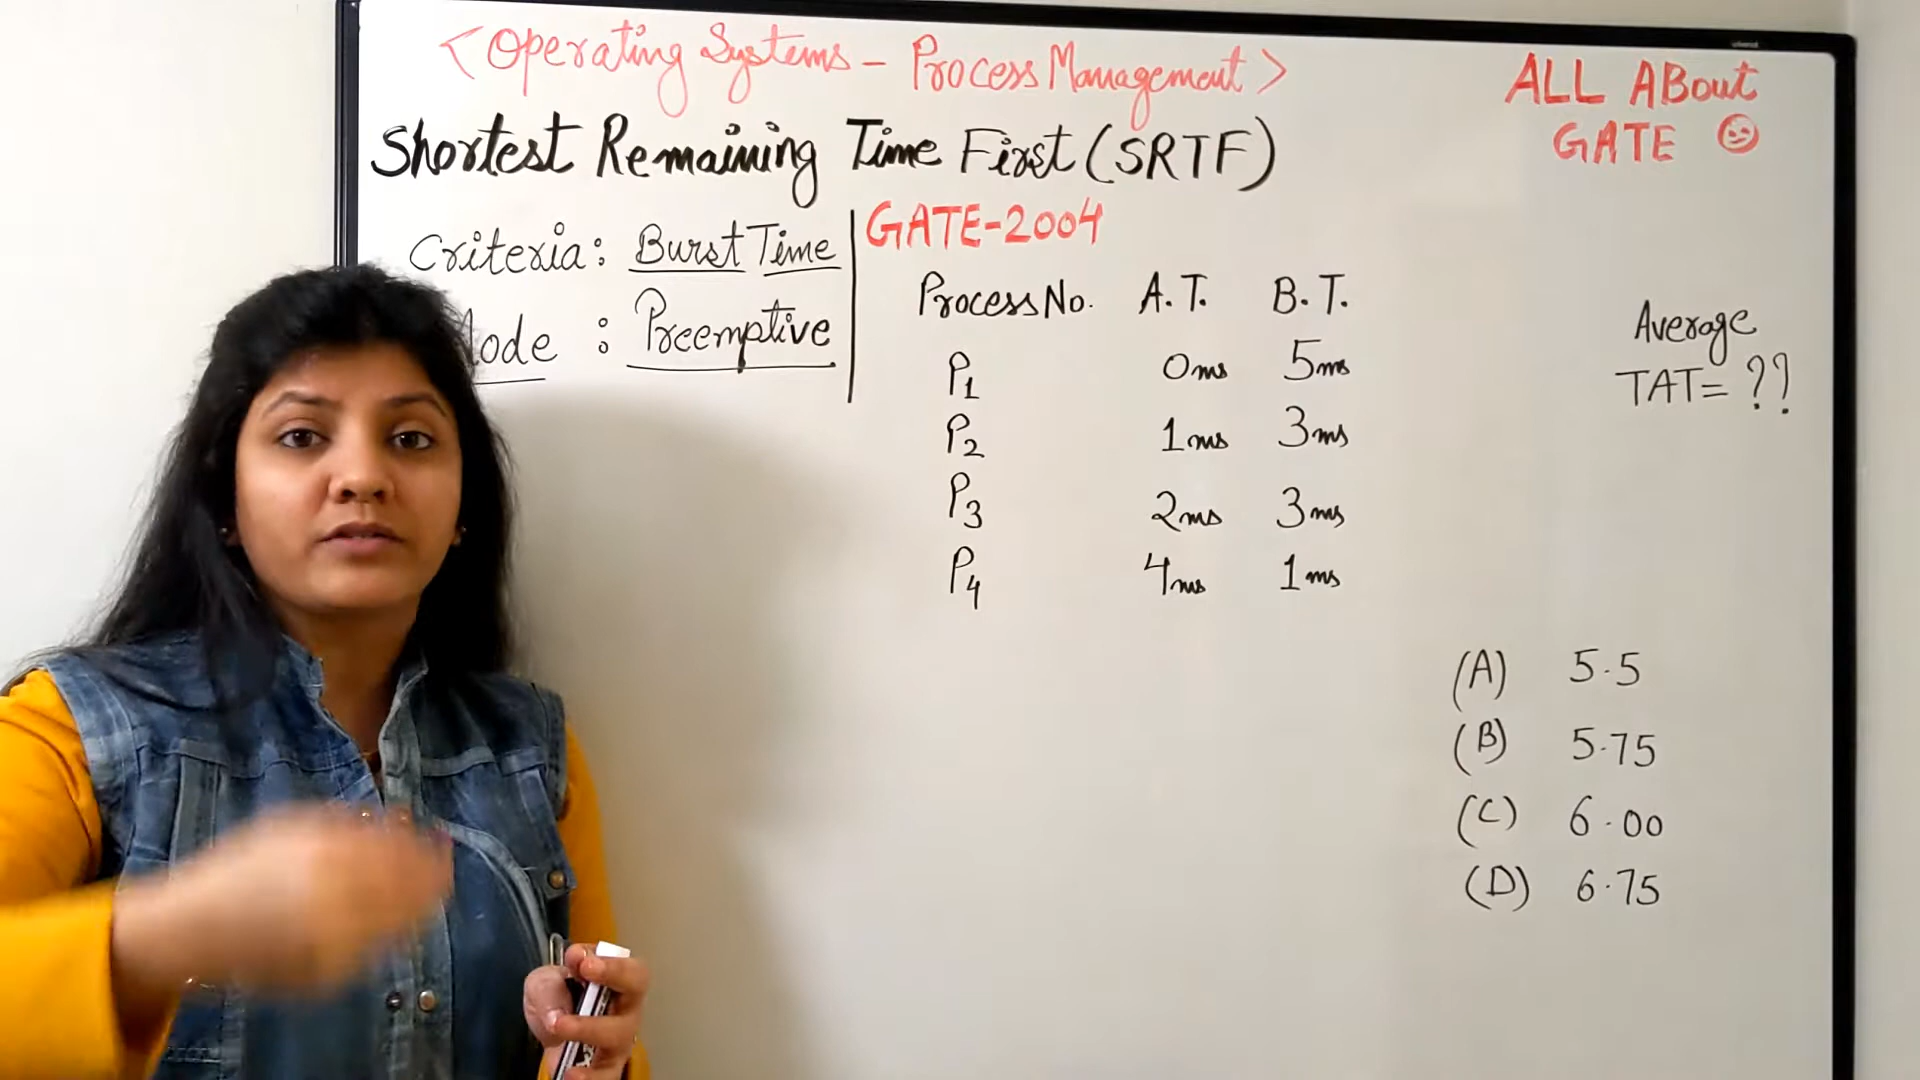 <Operating Systems - Process Management>
ALL ABout
GATE
Shortest Remaining Time First (SRTF)
Criteria: Burst Time
Mode : Preemptive
GATE-2004
Process No. A.T. B.T.
P1 0ms 5ms
P2 1ms 3ms
P3 2ms 3ms
P4 4ms 1ms
Average
TAT= ??
(A) 5.5
(B) 5.75
(C) 6.00
(D) 6.75